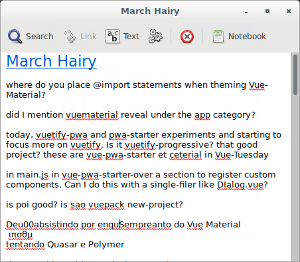 March Hairy
Search Link Text Notebook
March Hairy
where do you place @import statements when theming Vue-
Material?
did I mention vuematerial reveal under the app category?
today, vuetify-pwa and pwa-starter experiments and starting to
focus more on vuetify. Is it vuetify-progressive? that good
project? these are vue-pwa-starter et ceterial in Vue-Tuesday
in main.js in vue-pwa-starter-over a section to register custom
components. Can I do this with a single-filer like DIalog.vue?
is poi good? is sao vuepack new-project?
Deu00absistindo por enquSempreanto do Vue Material
tentando Quasar e Polymer